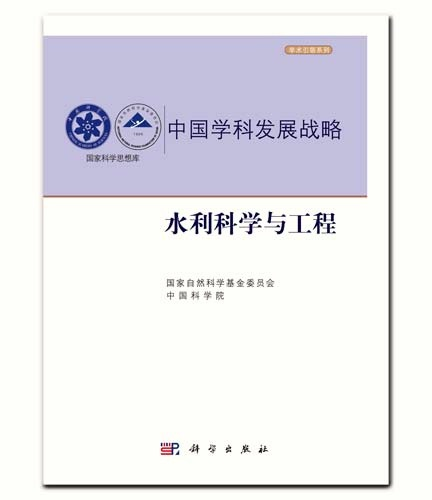 学术引领系列
中国学科发展战略
国家科学思想库
水利科学与工程
国家自然科学基金委员会
中国科学院
科学出版社